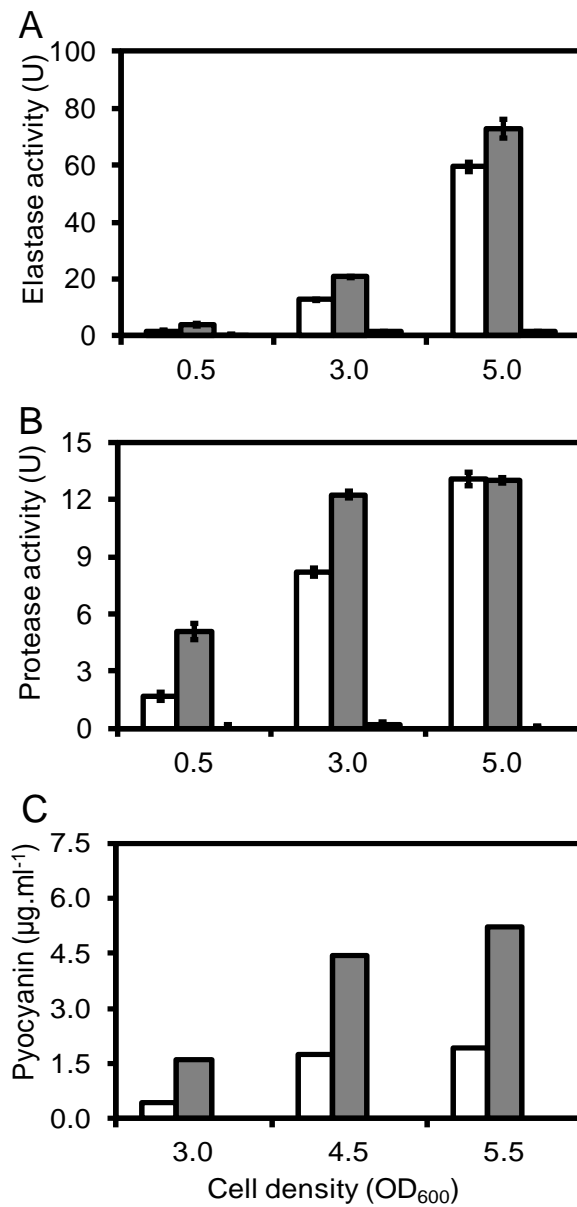 A
Elastase activity (U)
100
80
60
40
20
0
0.5 3.0 5.0
B
Protease activity (U)
15
12
9
6
3
0
0.5 3.0 5.0
C
Pyocyanin (µg.ml⁻¹)
7.5
6.0
4.5
3.0
1.5
0.0
3.0 4.5 5.5
Cell density (OD₆₀₀)